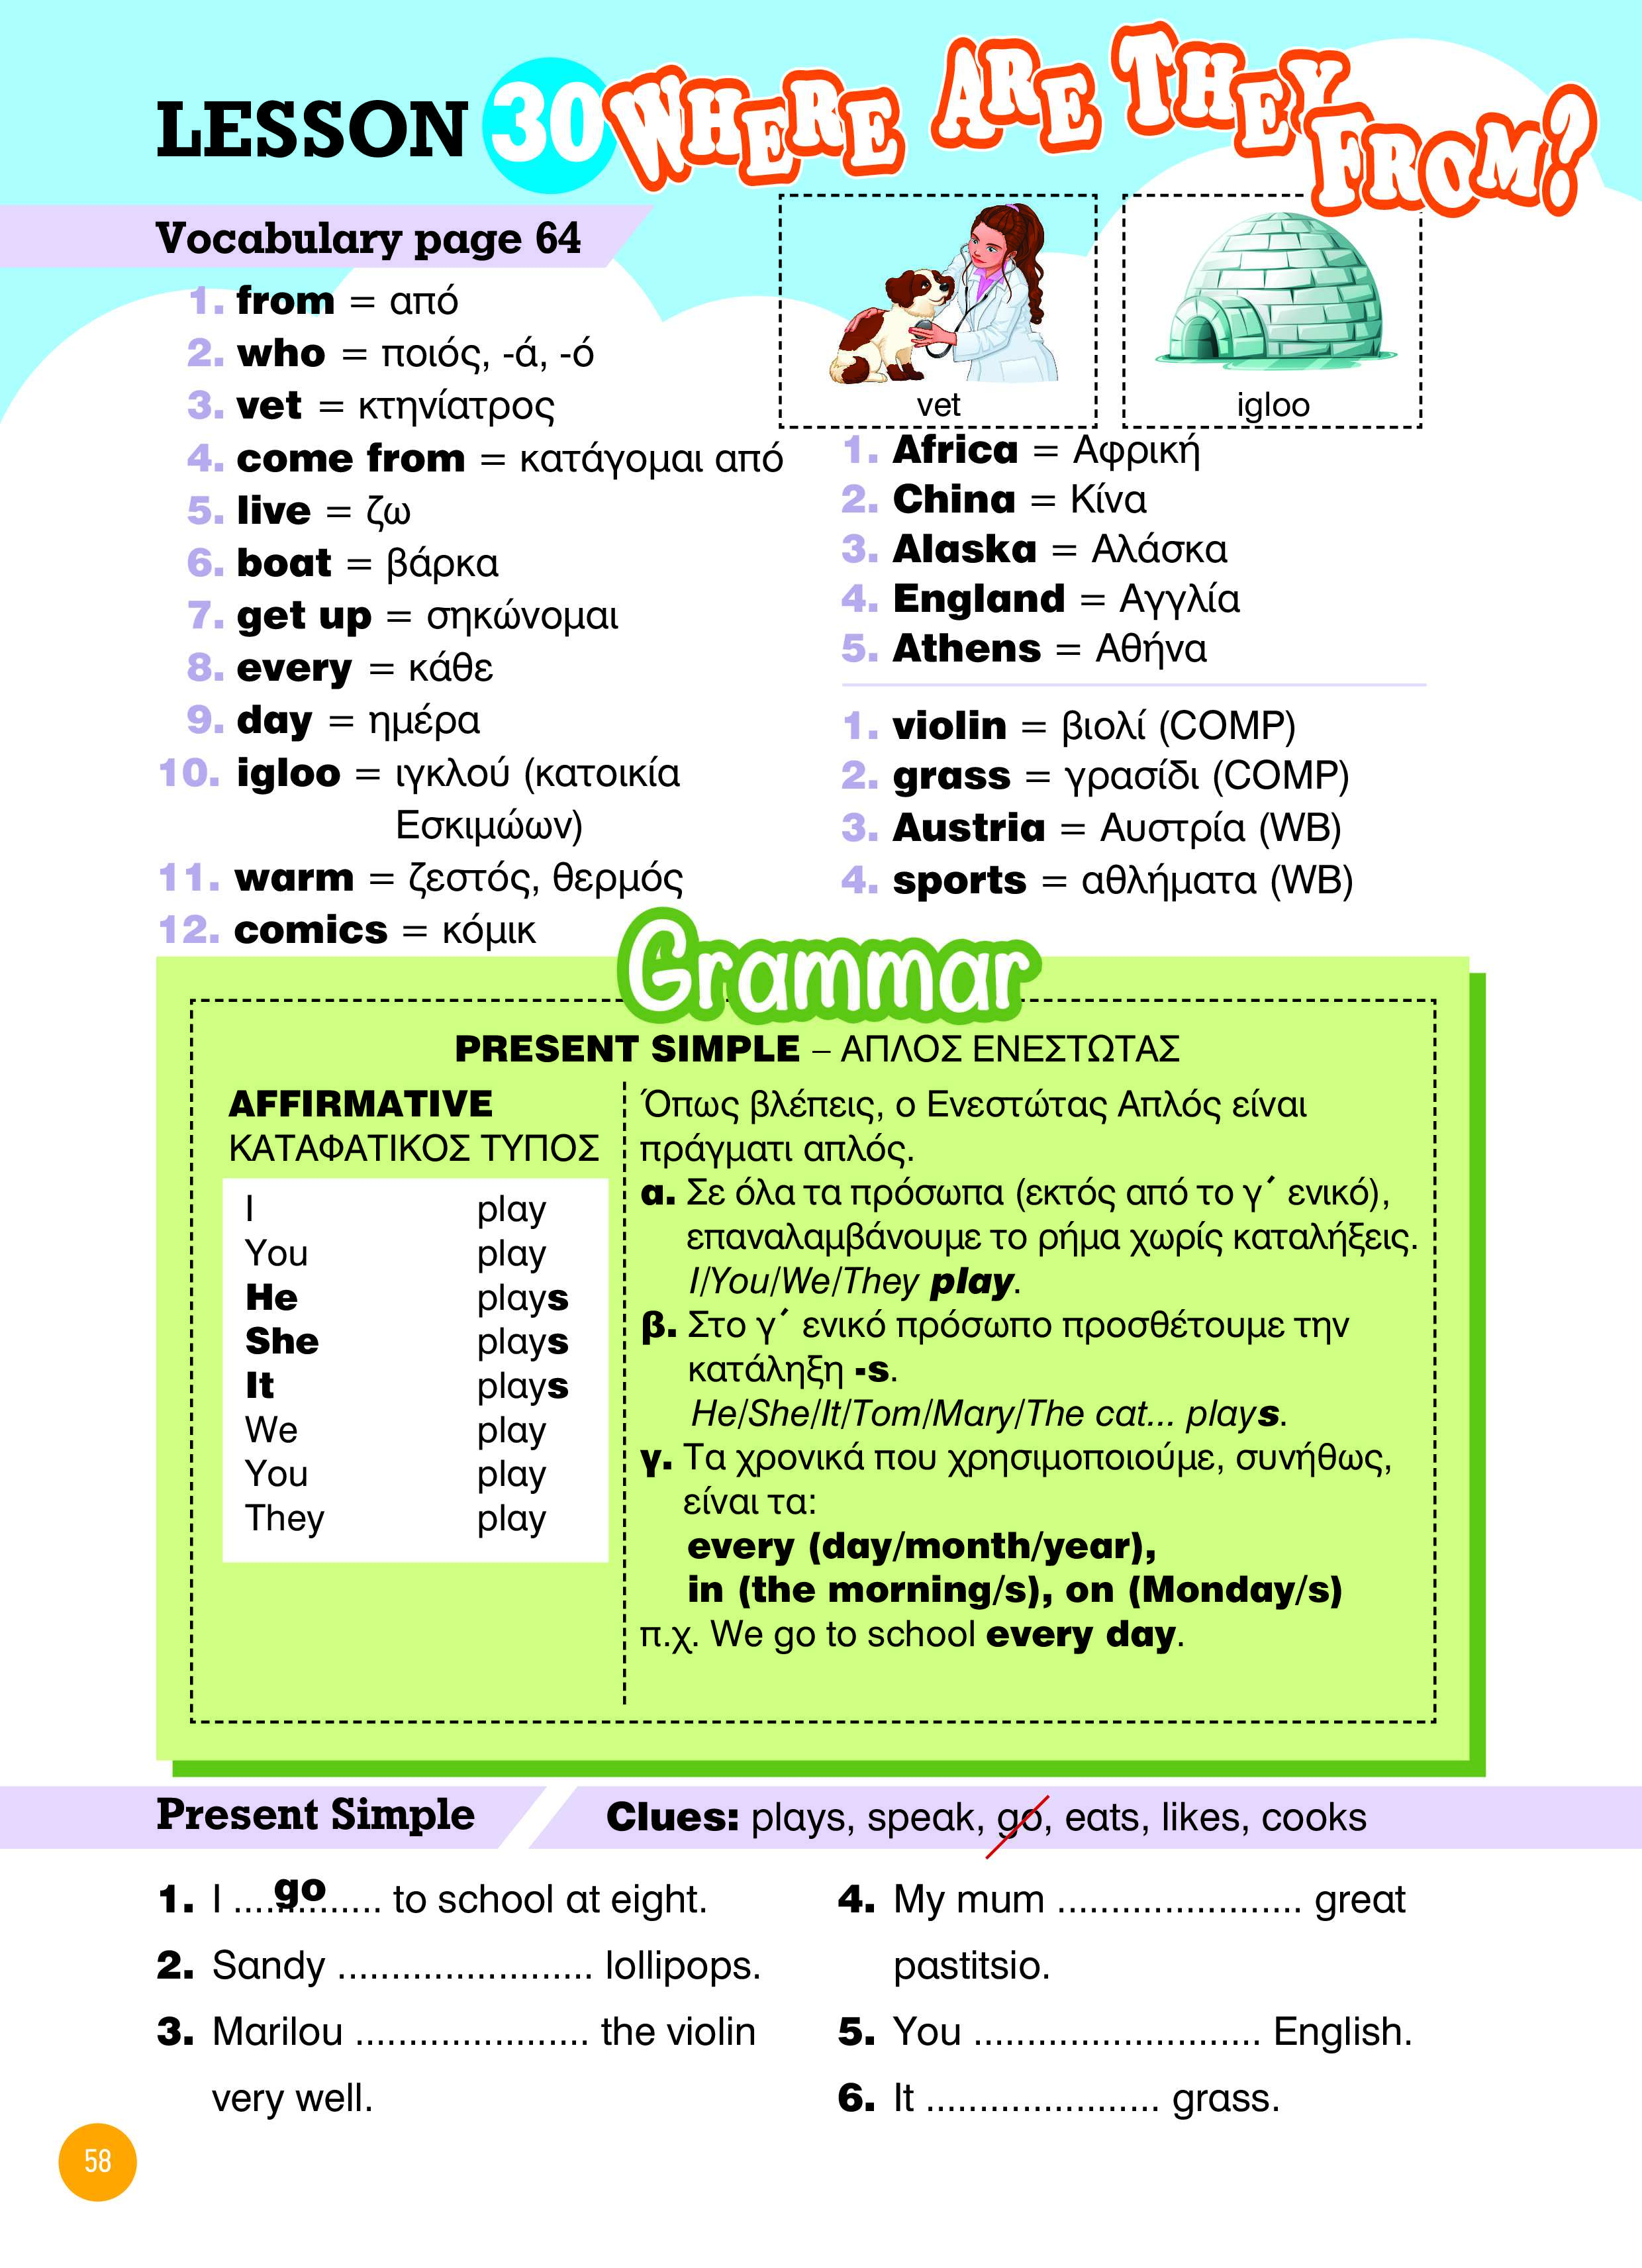 LESSON 30 WHERE ARE THEY FROM?
Vocabulary page 64
1. from = από
2. who = ποιός, -ά, -ό
3. vet = κτηνίατρος
4. come from = κατάγομαι από
5. live = ζω
6. boat = βάρκα
7. get up = σηκώνομαι
8. every = κάθε
9. day = ημέρα
10. igloo = ιγκλού (κατοικία
Εσκιμώων)
11. warm = ζεστός, θερμός
12. comics = κόμικ
vet
igloo
1. Africa = Αφρική
2. China = Κίνα
3. Alaska = Αλάσκα
4. England = Αγγλία
5. Athens = Αθήνα
1. violin = βιολί (COMP)
2. grass = γρασίδι (COMP)
3. Austria = Αυστρία (WB)
4. sports = αθλήματα (WB)
Grammar
PRESENT SIMPLE – ΑΠΛΟΣ ΕΝΕΣΤΩΤΑΣ
AFFIRMATIVE
ΚΑΤΑΦΑΤΙΚΟΣ ΤΥΠΟΣ
I play
You play
He plays
She plays
It plays
We play
You play
They play
Όπως βλέπεις, ο Ενεστώτας Απλός είναι
πράγματι απλός.
α. Σε όλα τα πρόσωπα (εκτός από το γ΄ ενικό),
επαναλαμβάνουμε το ρήμα χωρίς καταλήξεις.
I/You/We/They play.
β. Στο γ΄ ενικό πρόσωπο προσθέτουμε την
κατάληξη -s.
He/She/It/Tom/Mary/The cat... plays.
γ. Τα χρονικά που χρησιμοποιούμε, συνήθως,
είναι τα:
every (day/month/year),
in (the morning/s), on (Monday/s)
π.χ. We go to school every day.
Present Simple
Clues: plays, speak, go, eats, likes, cooks
1. I ....go.......... to school at eight.
2. Sandy ........................ lollipops.
3. Marilou ...................... the violin
very well.
4. My mum ....................... great
pastitsio.
5. You ........................... English.
6. It ...................... grass.
58